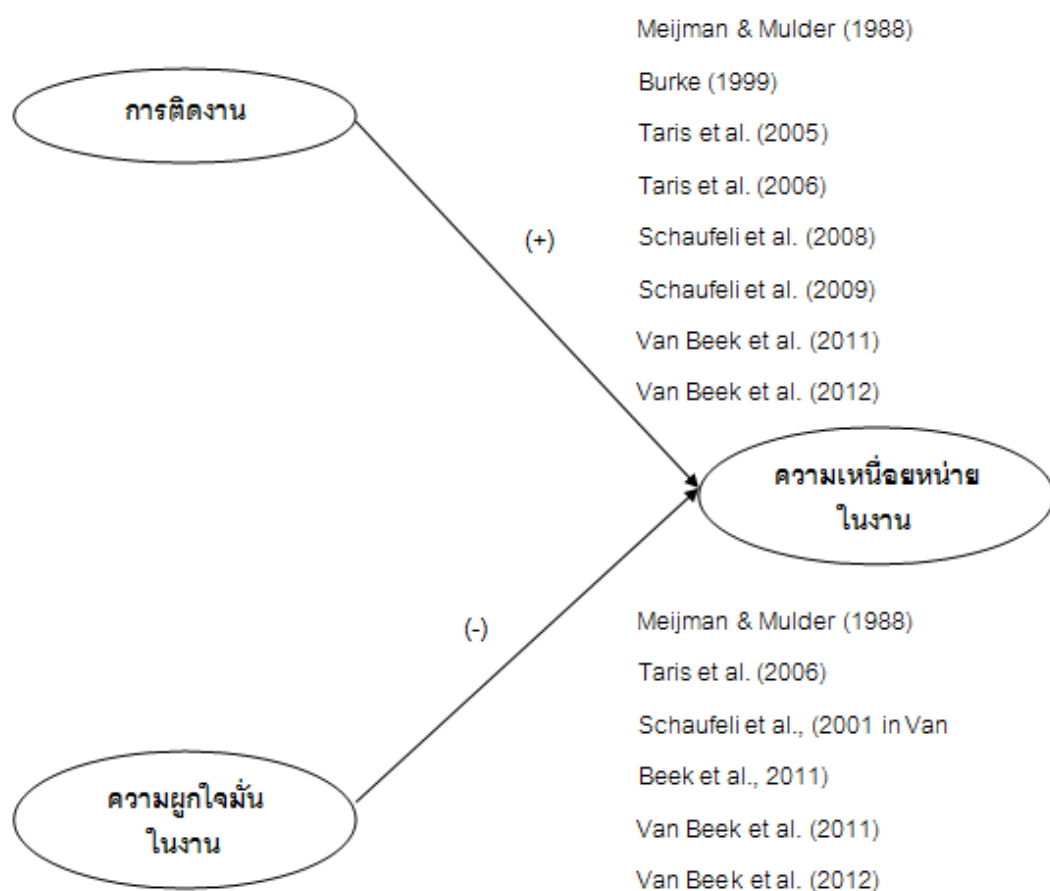 Meijman & Mulder (1988)
Burke (1999)
การติดงาน
Taris et al. (2005)
Taris et al. (2006)
(+)
Schaufeli et al. (2008)
Schaufeli et al. (2009)
Van Beek et al. (2011)
Van Beek et al. (2012)
ความเหนื่อยหน่าย
ในงาน
Meijman & Mulder (1988)
(-)
Taris et al. (2006)
Schaufeli et al., (2001 in Van
Beek et al., 2011)
ความผูกใจมั่น
ในงาน
Van Beek et al. (2011)
Van Beek et al. (2012)